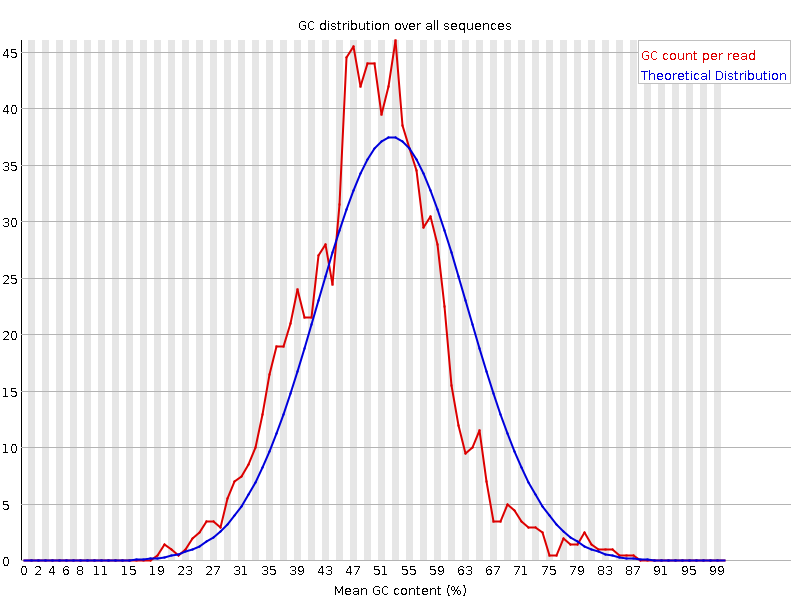 GC distribution over all sequences
GC count per read
Theoretical Distribution
45
40
35
30
25
20
15
10
5
0
0 2 4 6 8 11 15 19 23 27 31 35 39 43 47 51 55 59 63 67 71 75 79 83 87 91 95 99
Mean GC content (%)